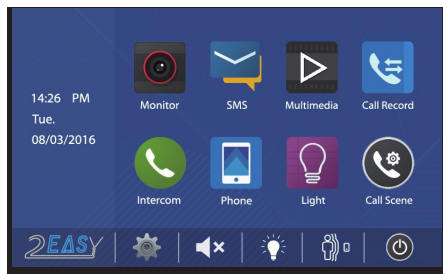 14:26 PM
Tue.
08/03/2016
Monitor
SMS
Multimedia
Call Record
Intercom
Phone
Light
Call Scene
2EASY